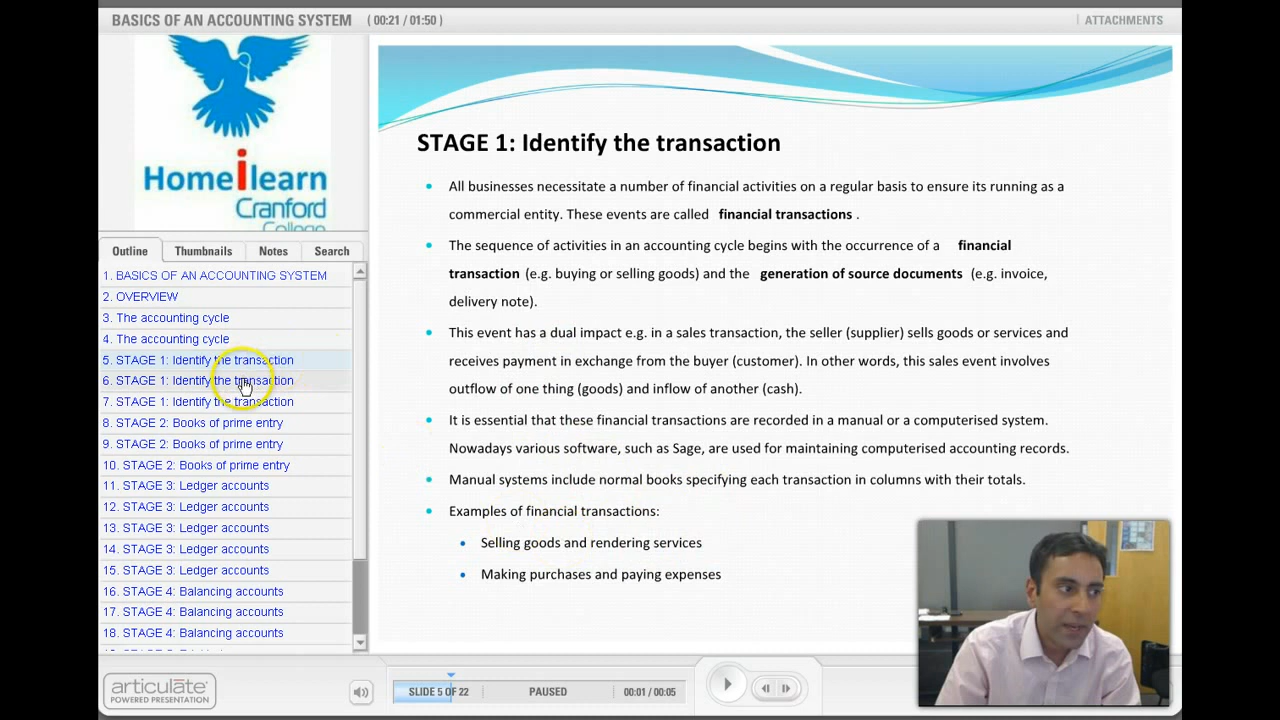 BASICS OF AN ACCOUNTING SYSTEM ( 00:21 / 01:50 )
ATTACHMENTS
Homeilearn
Cranford
College
Outline Thumbnails Notes Search
1. BASICS OF AN ACCOUNTING SYSTEM
2. OVERVIEW
3. The accounting cycle
4. The accounting cycle
5. STAGE 1: Identify the transaction
6. STAGE 1: Identify the transaction
7. STAGE 1: Identify the transaction
8. STAGE 2: Books of prime entry
9. STAGE 2: Books of prime entry
10. STAGE 2: Books of prime entry
11. STAGE 3: Ledger accounts
12. STAGE 3: Ledger accounts
13. STAGE 3: Ledger accounts
14. STAGE 3: Ledger accounts
15. STAGE 3: Ledger accounts
16. STAGE 4: Balancing accounts
17. STAGE 4: Balancing accounts
18. STAGE 4: Balancing accounts
STAGE 1: Identify the transaction
All businesses necessitate a number of financial activities on a regular basis to ensure its running as a
commercial entity. These events are called financial transactions .
The sequence of activities in an accounting cycle begins with the occurrence of a financial
transaction (e.g. buying or selling goods) and the generation of source documents (e.g. invoice,
delivery note).
This event has a dual impact e.g. in a sales transaction, the seller (supplier) sells goods or services and
receives payment in exchange from the buyer (customer). In other words, this sales event involves
outflow of one thing (goods) and inflow of another (cash).
It is essential that these financial transactions are recorded in a manual or a computerised system.
Nowadays various software, such as Sage, are used for maintaining computerised accounting records.
Manual systems include normal books specifying each transaction in columns with their totals.
Examples of financial transactions:
Selling goods and rendering services
Making purchases and paying expenses
articulate
POWERED PRESENTATION
SLIDE 5 OF 22 PAUSED 00:01 / 00:05